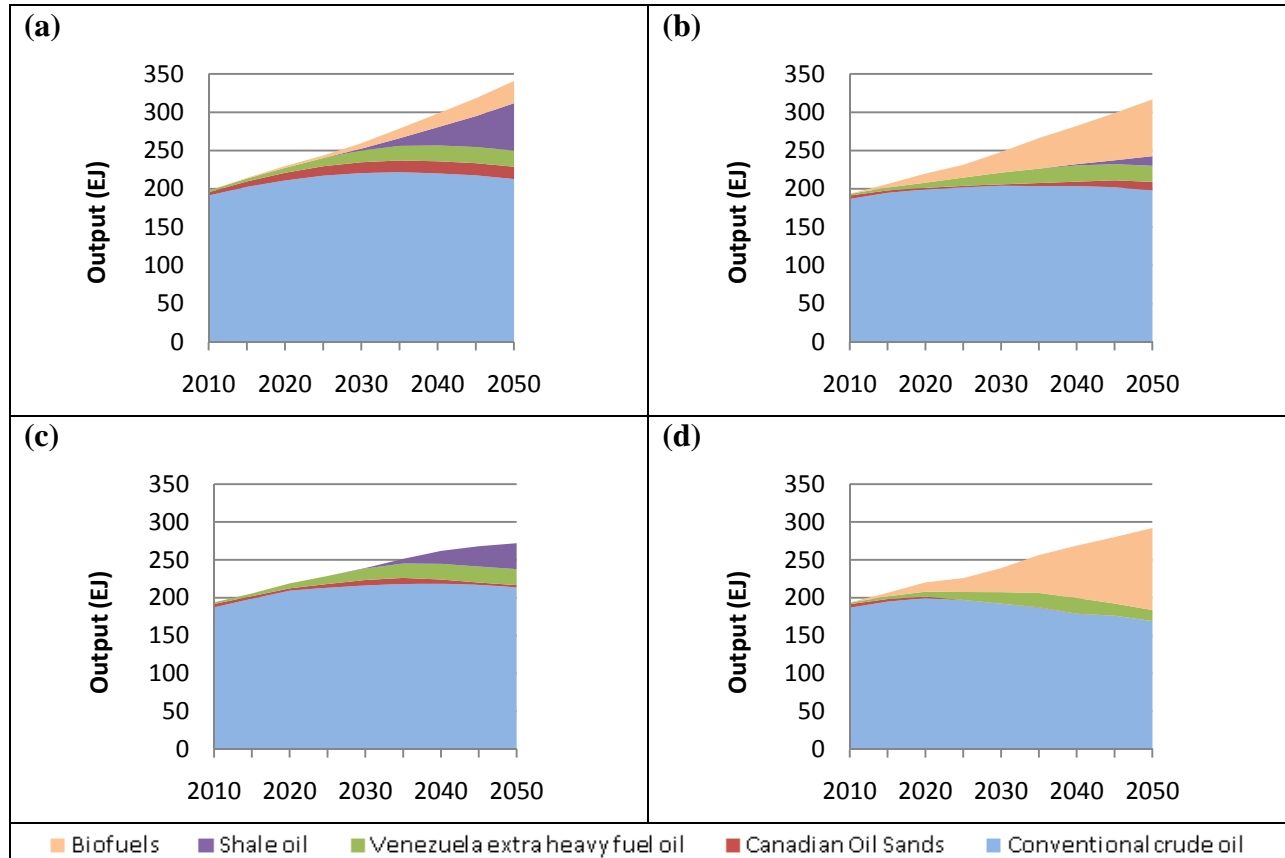 (a)
350
300
250
200
150
100
50
0
Output (EJ)
2010 2020 2030 2040 2050
(b)
350
300
250
200
150
100
50
0
Output (EJ)
2010 2020 2030 2040 2050
(c)
350
300
250
200
150
100
50
0
Output (EJ)
2010 2020 2030 2040 2050
(d)
350
300
250
200
150
100
50
0
Output (EJ)
2010 2020 2030 2040 2050
Biofuels Shale oil Venezuela extra heavy fuel oil Canadian Oil Sands Conventional crude oil